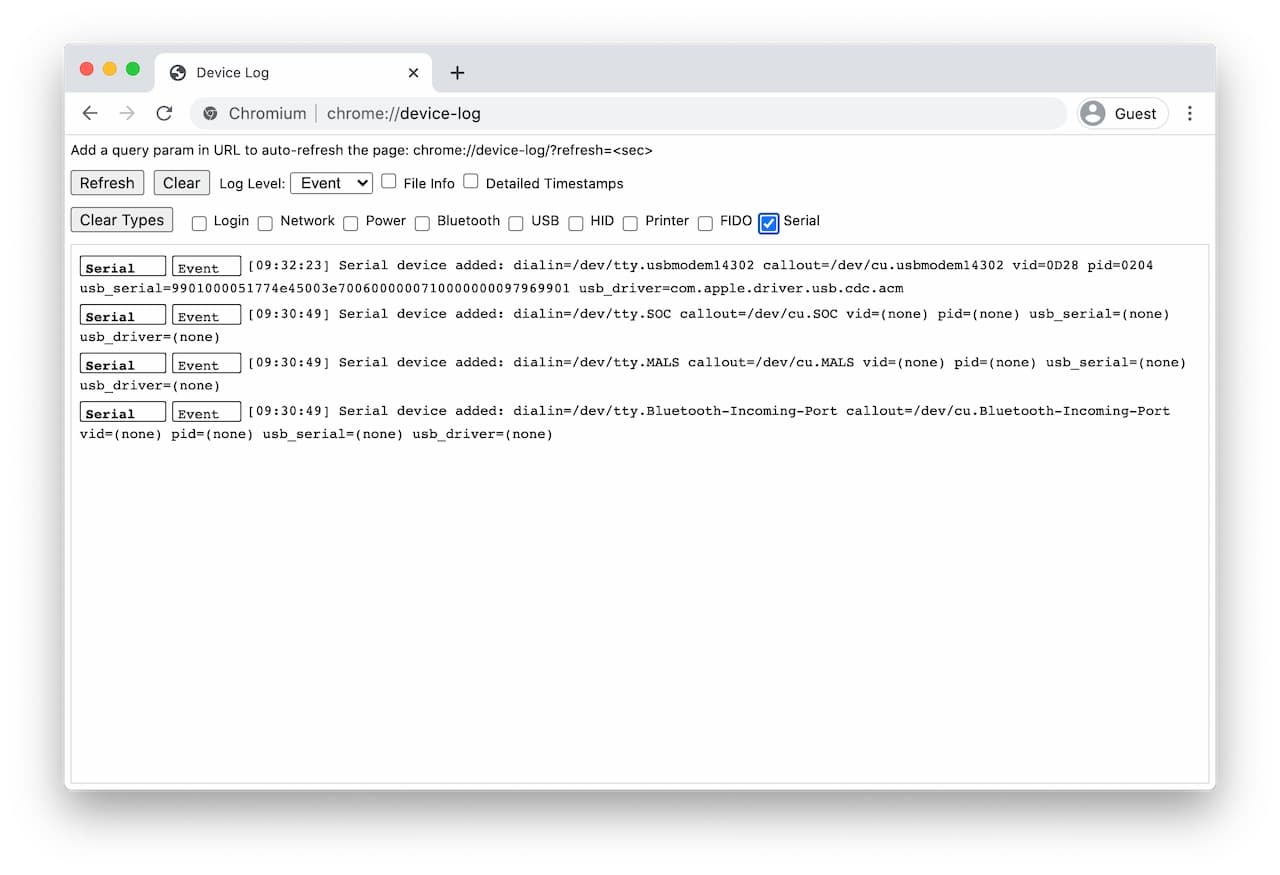 Device Log
Chromium | chrome://device-log Guest
Add a query param in URL to auto-refresh the page: chrome://device-log/?refresh=<sec>
Refresh Clear Log Level: Event File Info Detailed Timestamps
Clear Types Login Network Power Bluetooth USB HID Printer FIDO Serial
Serial Event [09:32:23] Serial device added: dialin=/dev/tty.usbmodem14302 callout=/dev/cu.usbmodem14302 vid=0D28 pid=0204
usb_serial=9901000051774e45003e7006000000710000000097969901 usb_driver=com.apple.driver.usb.cdc.acm
Serial Event [09:30:49] Serial device added: dialin=/dev/tty.SOC callout=/dev/cu.SOC vid=(none) pid=(none) usb_serial=(none)
usb_driver=(none)
Serial Event [09:30:49] Serial device added: dialin=/dev/tty.MALS callout=/dev/cu.MALS vid=(none) pid=(none) usb_serial=(none)
usb_driver=(none)
Serial Event [09:30:49] Serial device added: dialin=/dev/tty.Bluetooth-Incoming-Port callout=/dev/cu.Bluetooth-Incoming-Port
vid=(none) pid=(none) usb_serial=(none) usb_driver=(none)